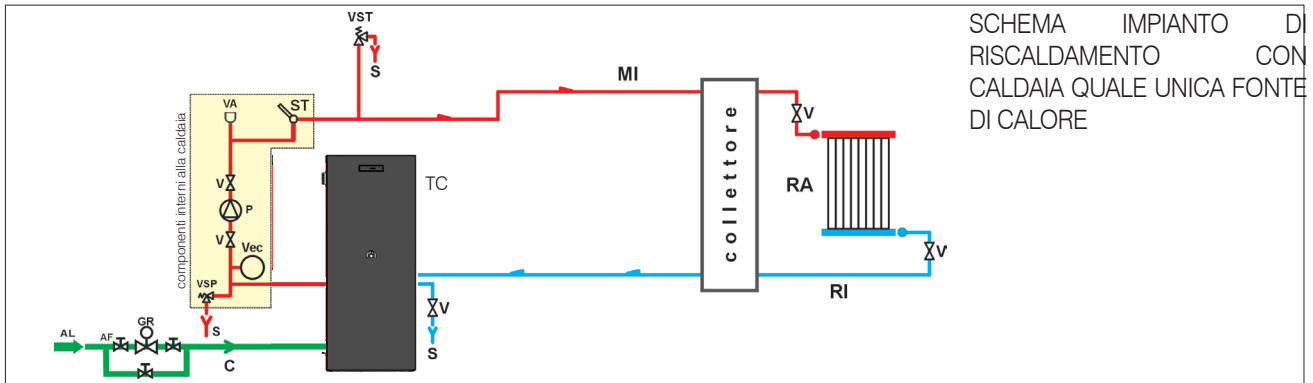 SCHEMA IMPIANTO DI
RISCALDAMENTO CON
CALDAIA QUALE UNICA FONTE
DI CALORE
VST
S
MI
VA
ST
componenti interni alla caldaia
V
P
V
Vec
VSP
S
TC
collettore
V
RA
V
RI
V
S
AL
AF
GR
C